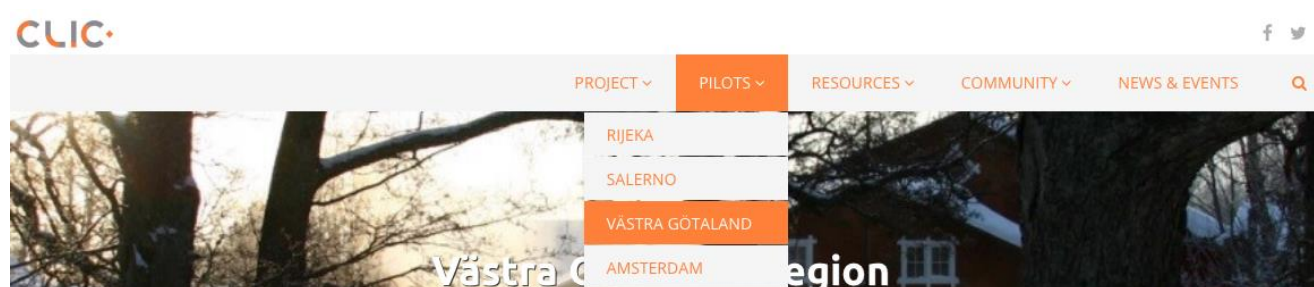 CLIC
PROJECT PILOTS RESOURCES COMMUNITY NEWS & EVENTS
RIJEKA
SALERNO
VÄSTRA GÖTALAND
AMSTERDAM
Västra egion